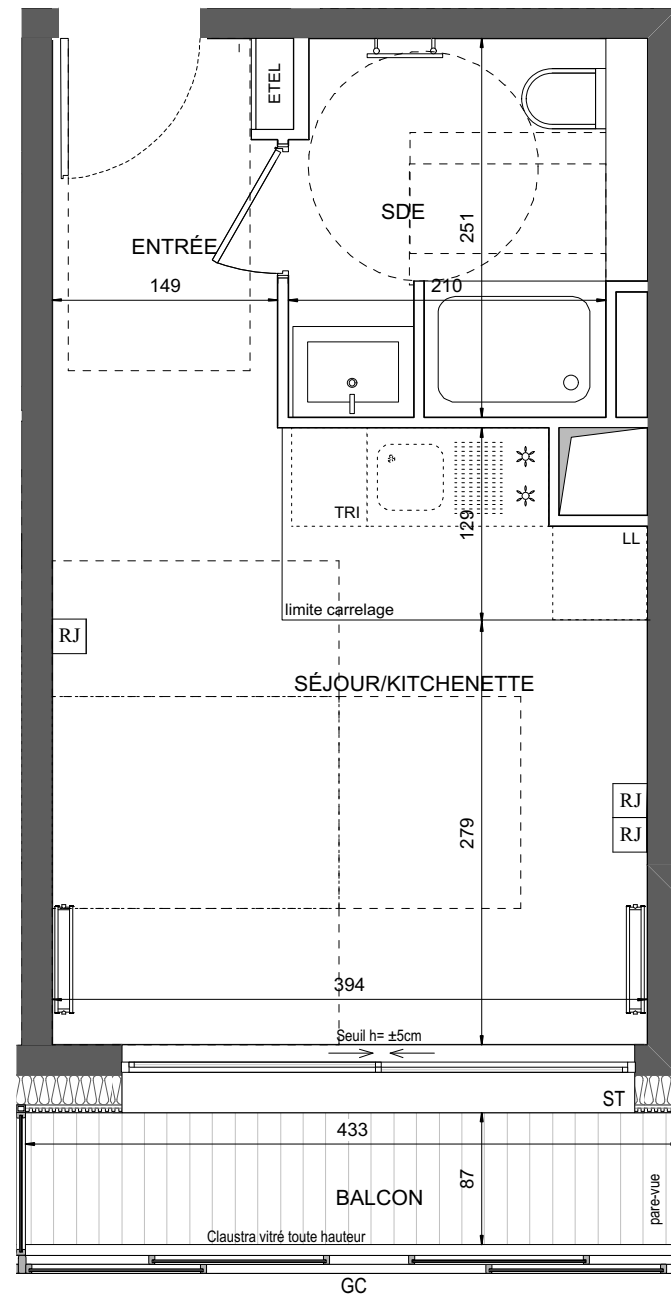 ETEL
SDE
251
ENTRÉE
149
210
TRI
129
LL
limite carrelage
RJ
SÉJOUR/KITCHENETTE
RJ
279
RJ
394
Seuil h= ±5cm
ST
433
87
BALCON
pare-vue
Claustra vitré toute hauteur
GC